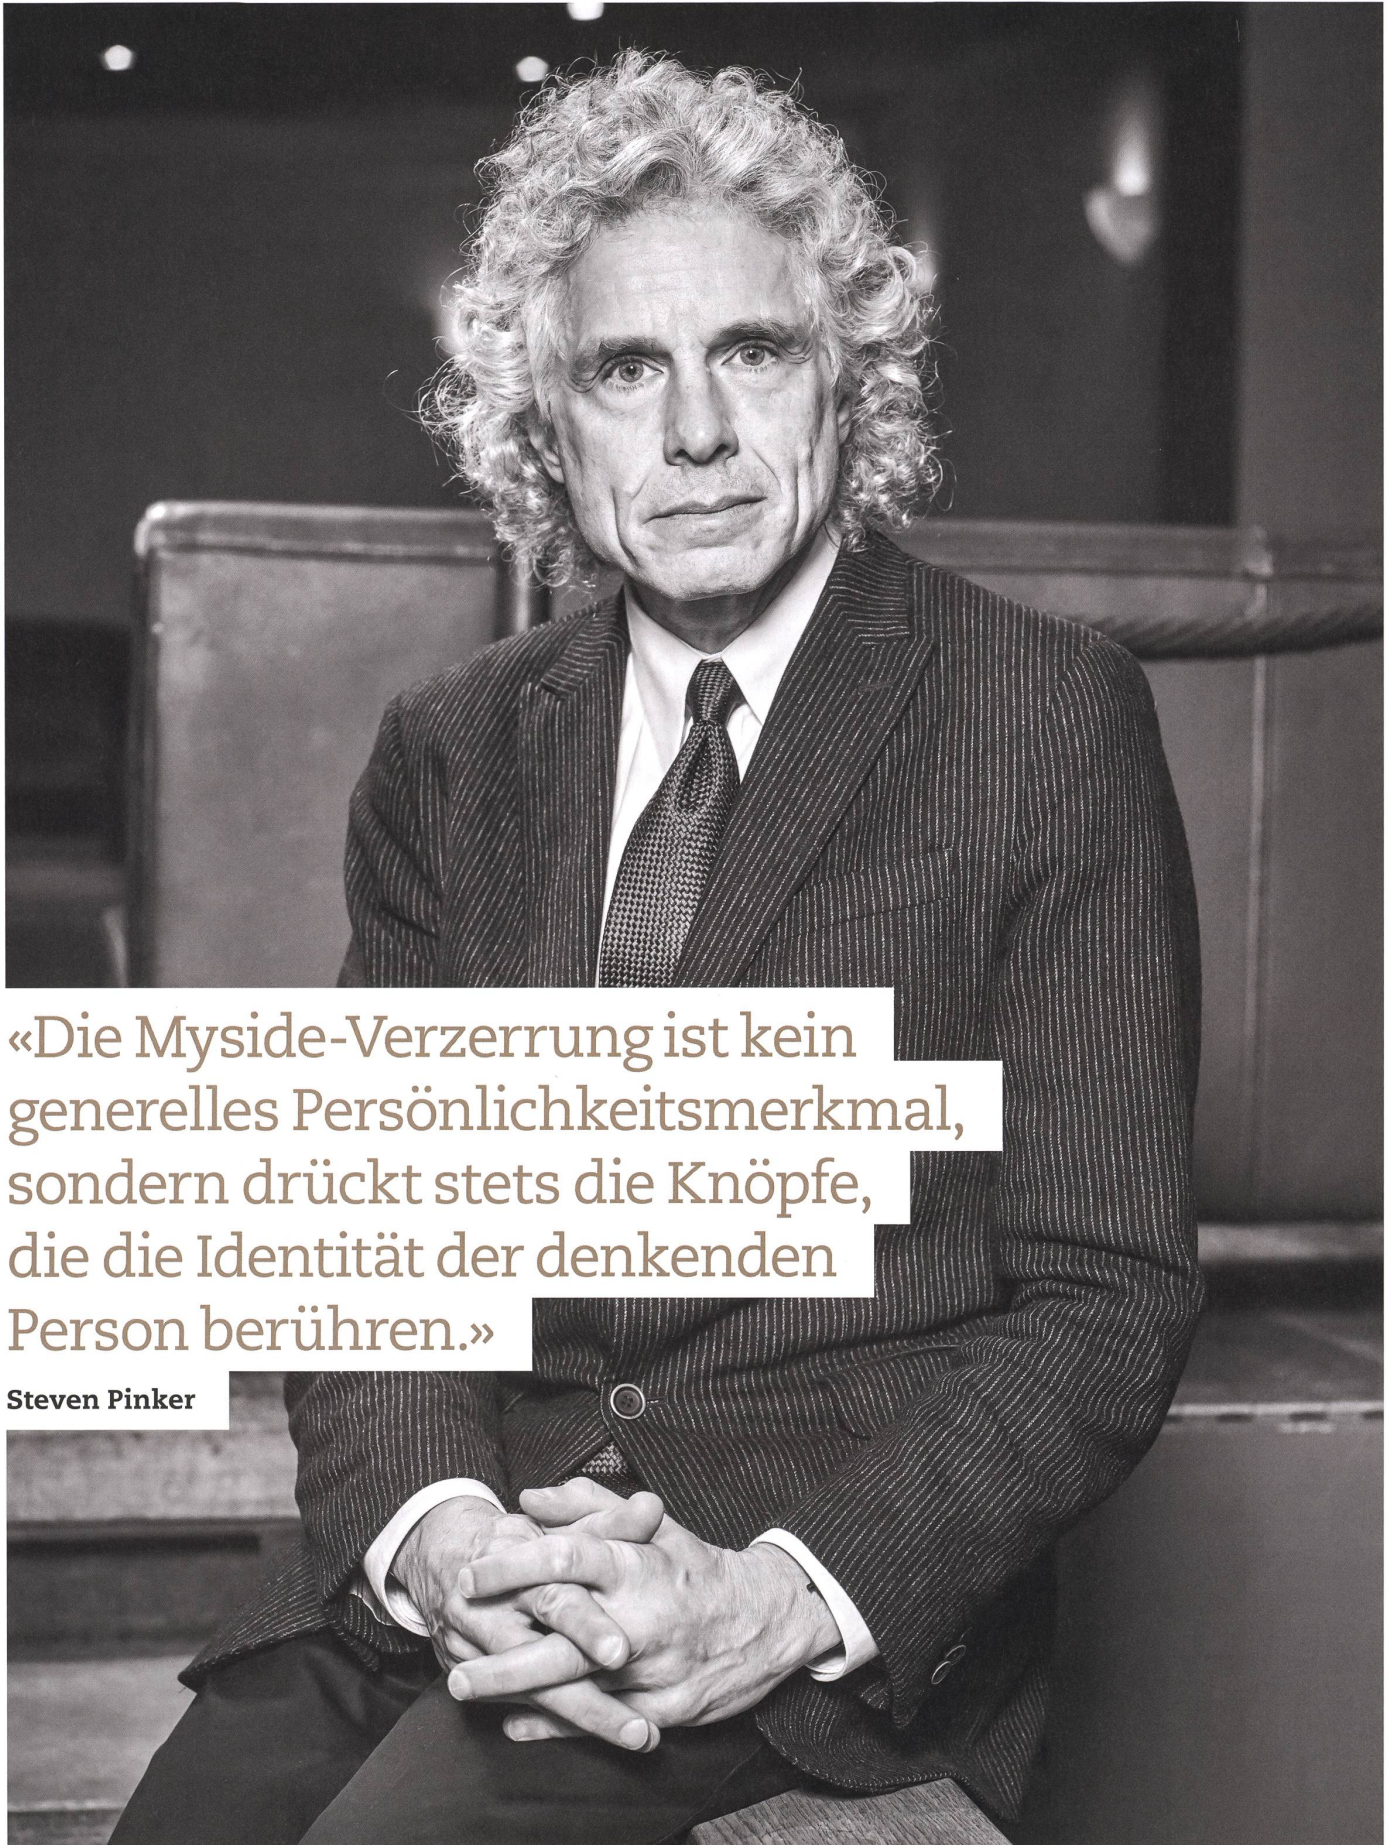 «Die Myside-Verzerrung ist kein
generelles Persönlichkeitsmerkmal,
sondern drückt stets die Knöpfe,
die die Identität der denkenden
Person berühren.»
Steven Pinker